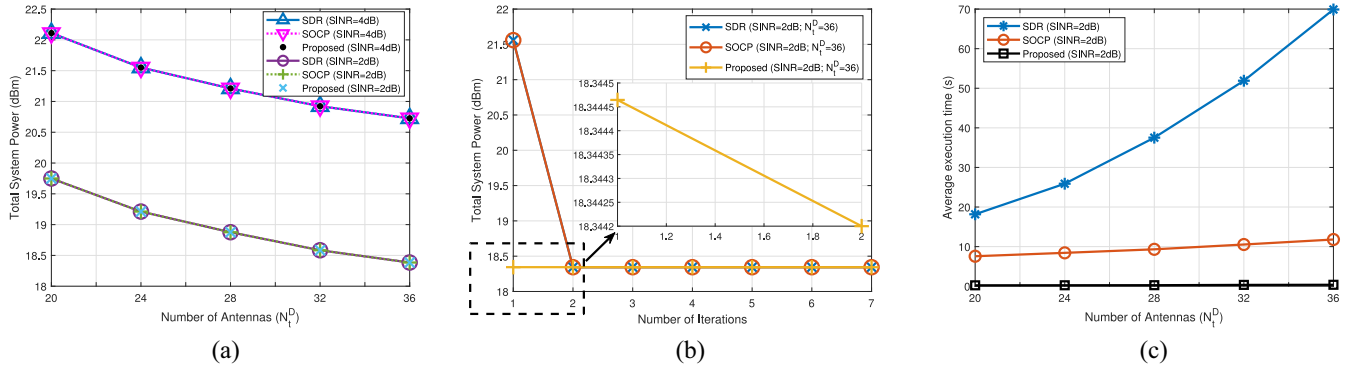 22.5
22
21.5
21
20.5
20
19.5
19
18.5
18
20
24
28
32
36
Total System Power (dBm)
Number of Antennas (N_t^D)
SDR (SINR=4dB)
SOCP (SINR=4dB)
Proposed (SINR=4dB)
SDR (SINR=2dB)
SOCP (SINR=2dB)
Proposed (SINR=2dB)
(a)
22
21.5
21
20.5
20
19.5
19
18.5
18
1
2
3
4
5
6
7
Total System Power (dBm)
Number of Iterations
SDR (SINR=2dB; N_t^D=36)
SOCP (SINR=2dB; N_t^D=36)
Proposed (SINR=2dB; N_t^D=36)
18.3445
18.34445
18.3444
18.34435
18.3443
18.34425
18.3442
1
1.2
1.4
1.6
1.8
2
(b)
70
60
50
40
30
20
10
0
20
24
28
32
36
Average execution time (s)
Number of Antennas (N_t^D)
SDR (SINR=2dB)
SOCP (SINR=2dB)
Proposed (SINR=2dB)
(c)